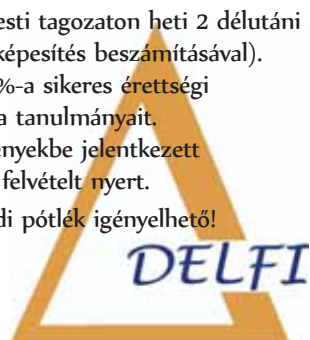 esti tagozaton heti 2 délutáni
képesítés beszámításával).
%-a sikeres érettségi
a tanulmányait.
ényekbe jelentkezett
felvételt nyert.
di pótlék igényelhető!
DELFI